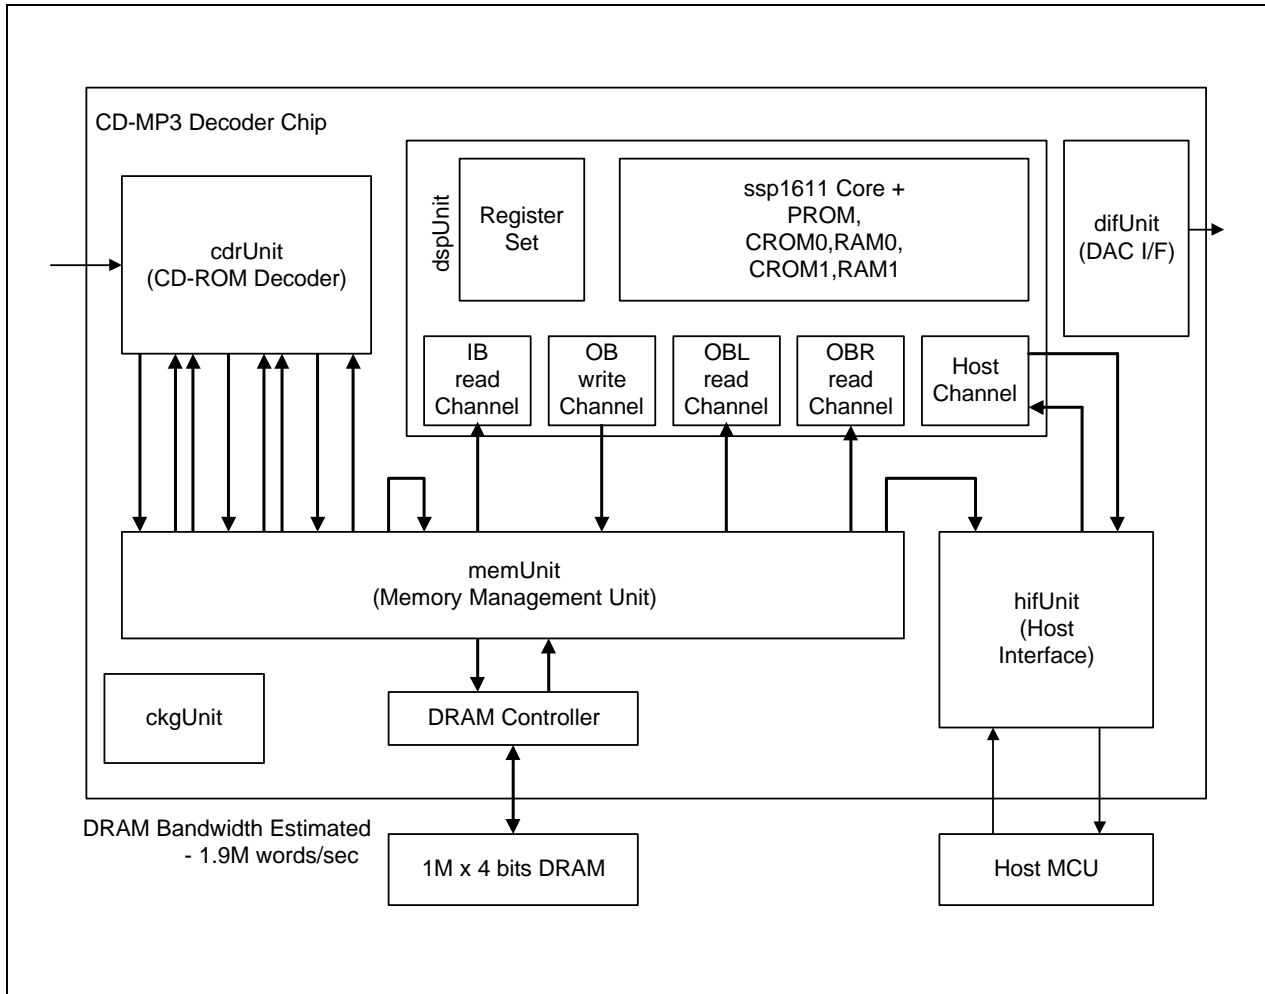 CD-MP3 Decoder Chip
cdrUnit
(CD-ROM Decoder)
dspUnit
Register
Set
ssp1611 Core +
PROM,
CROM0,RAM0,
CROM1,RAM1
difUnit
(DAC I/F)
IB
read
Channel
OB
write
Channel
OBL
read
Channel
OBR
read
Channel
Host
Channel
memUnit
(Memory Management Unit)
hifUnit
(Host
Interface)
ckgUnit
DRAM Controller
DRAM Bandwidth Estimated
- 1.9M words/sec
1M x 4 bits DRAM
Host MCU